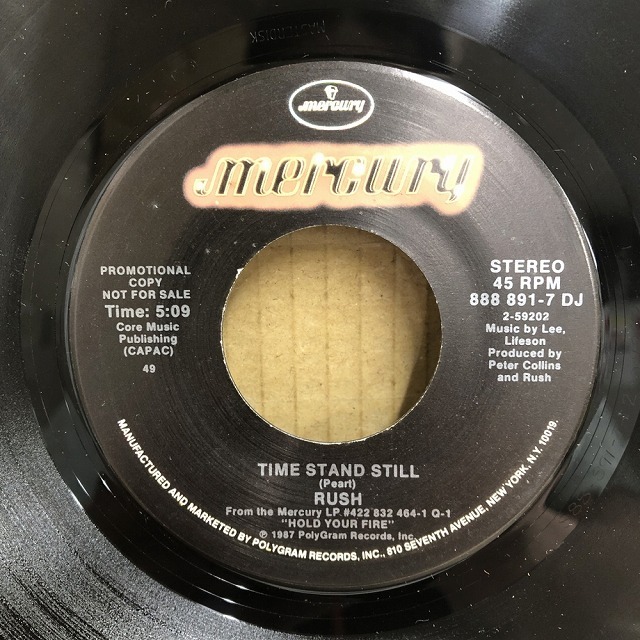 MASTERDISK
mercury
mercury
PROMOTIONAL
COPY
NOT FOR SALE
Time: 5:09
Core Music
Publishing
(CAPAC)
49
STEREO
45 RPM
888 891-7 DJ
2-59202
Music by Lee,
Lifeson
Produced by
Peter Collins
and Rush
TIME STAND STILL
(Peart)
RUSH
From the Mercury LP #422 832 464-1 Q-1
"HOLD YOUR FIRE"
℗ 1987 PolyGram Records, Inc.
MANUFACTURED AND MARKETED BY POLYGRAM RECORDS, INC., 810 SEVENTH AVENUE, NEW YORK, N.Y. 10019.